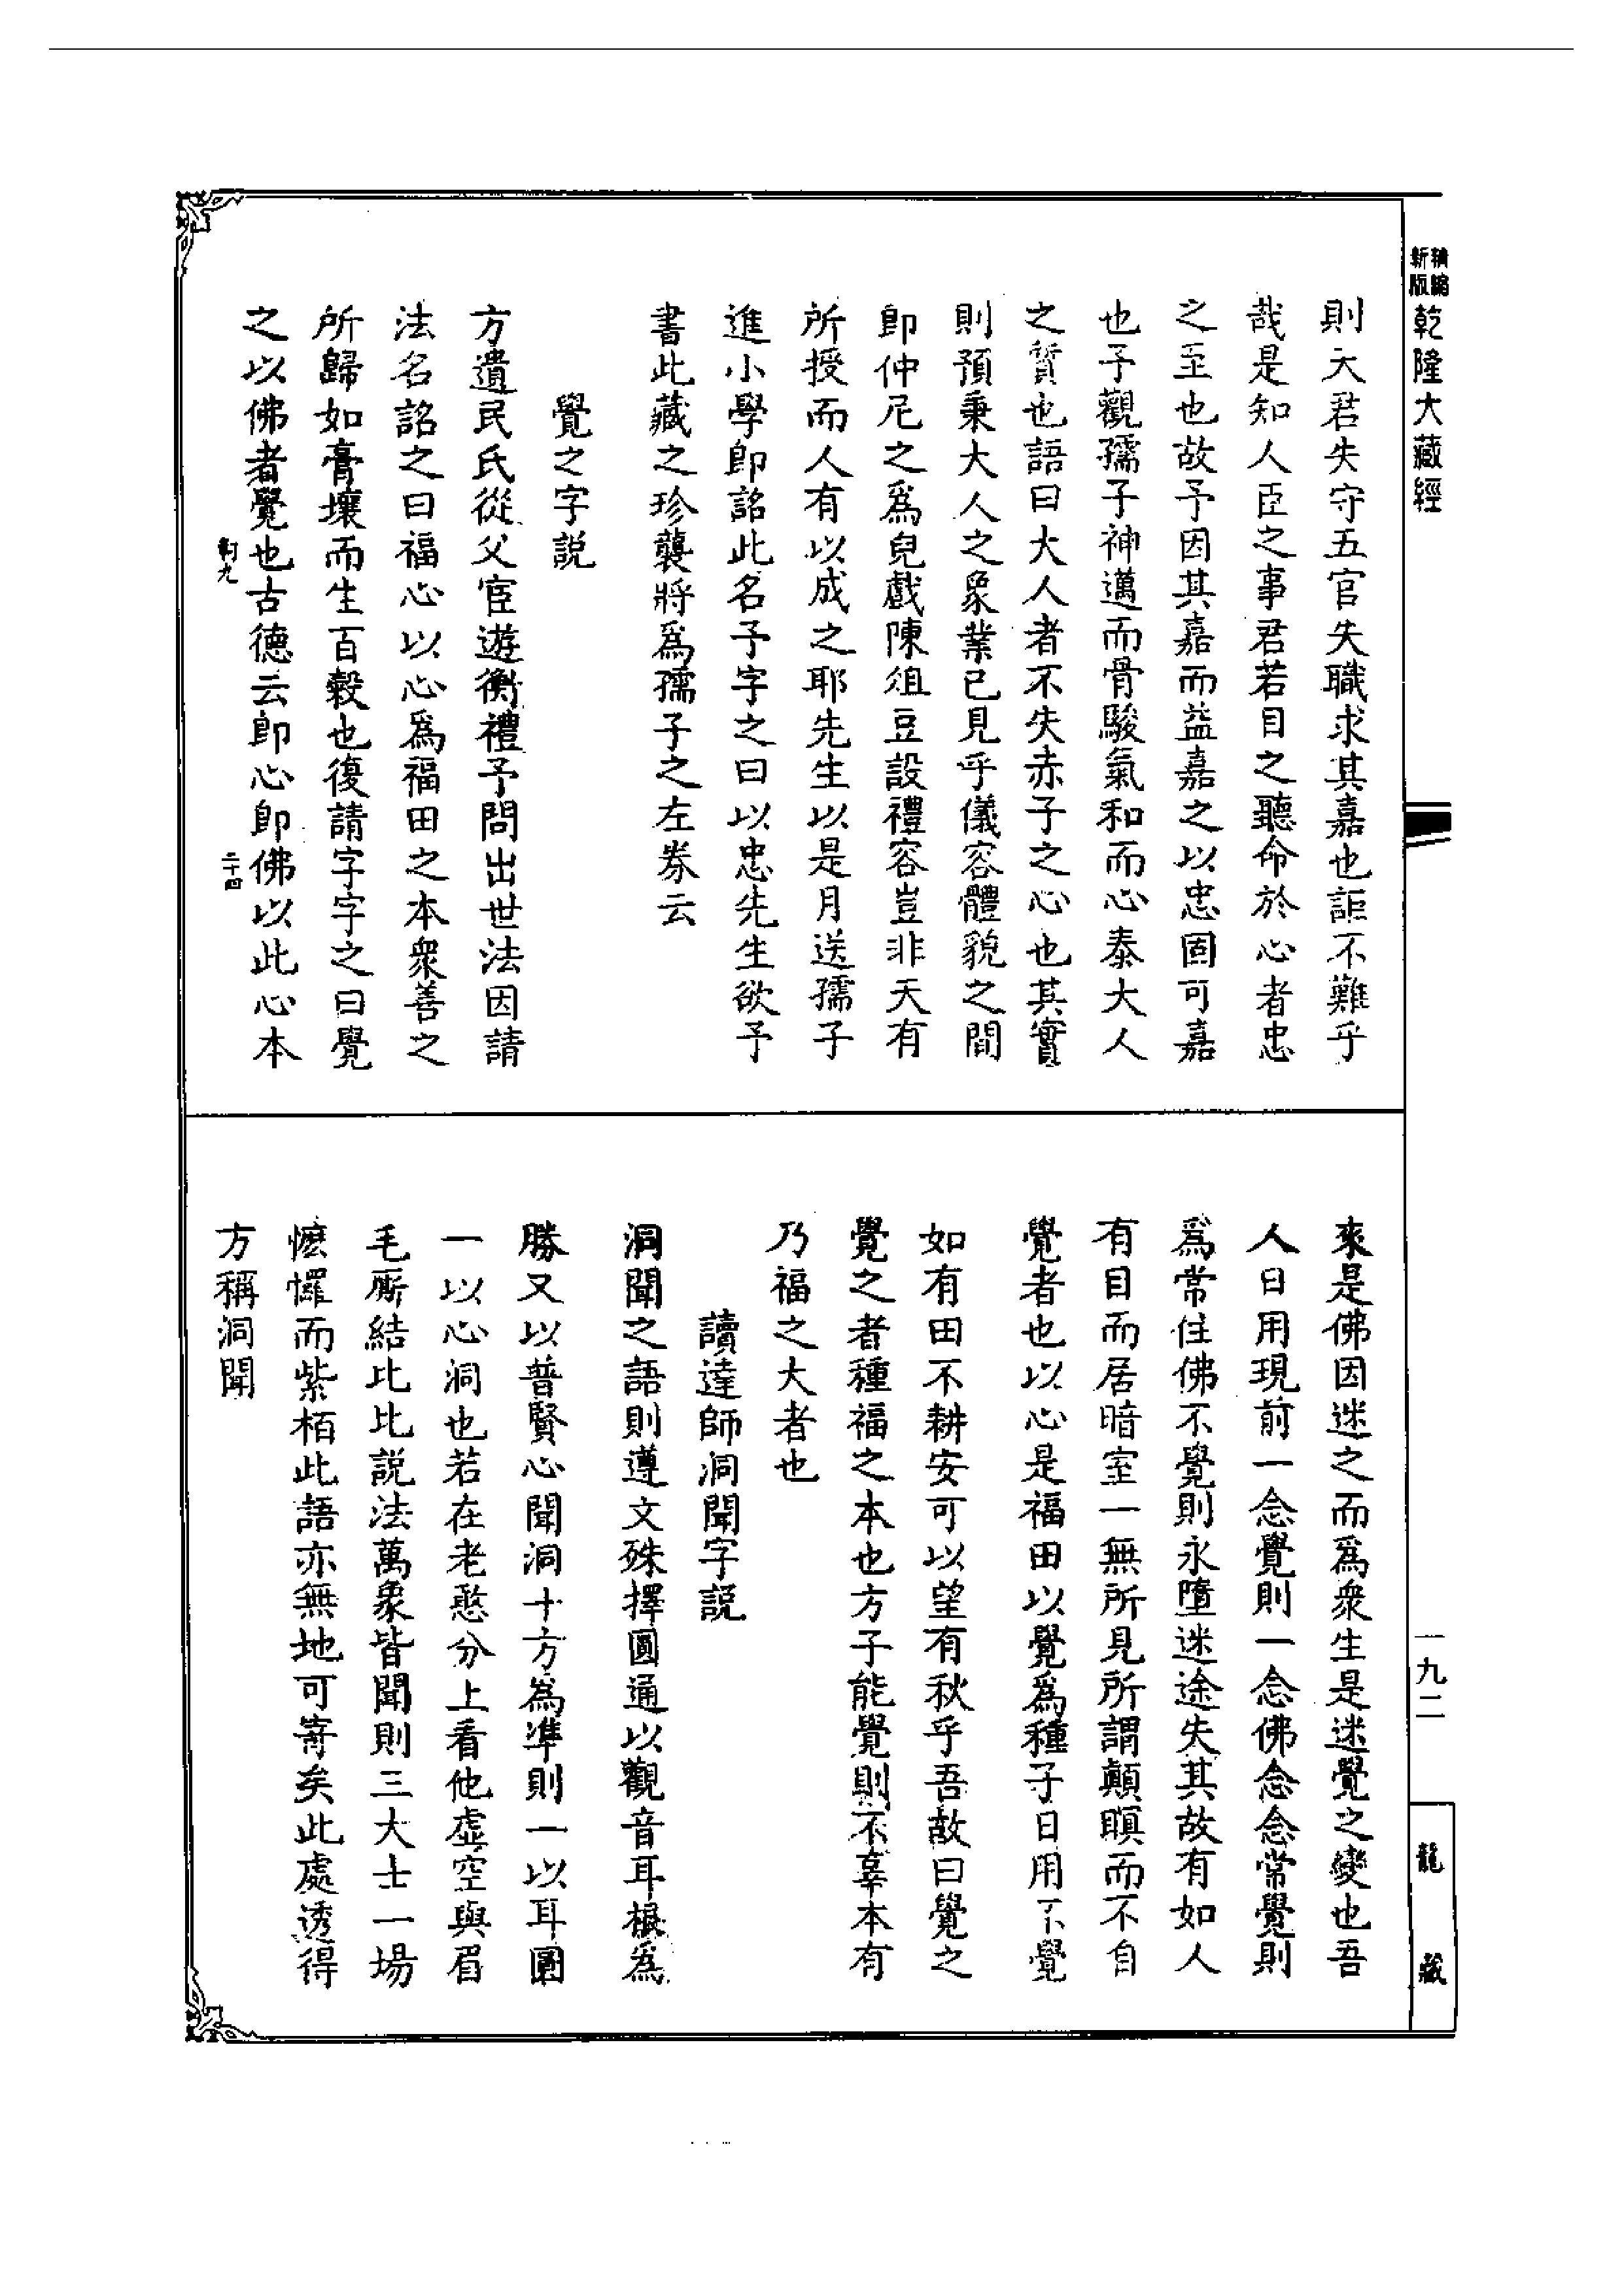 新編
新版
乾隆大藏經
則天君失守五官失職求其嘉也詎不難乎
哉是知人臣之事君若目之聽命於心者忠
之至也故予因其嘉而益嘉之以忠固可嘉
也予觀孺子神邁而骨駿氣和而心泰大人
之質也語曰大人者不失赤子之心也其實
則預秉大人之象業已見乎儀容體貌之間
卽仲尼之爲兒戲陳俎豆設禮容豈非天有
所授而人有以成之耶先生以是月送孺子
進小學卽詺此名予字之曰以忠先生欲予
書此藏之珍襲將爲孺子之左券云
覺之字説
方遺民氏從父宦遊衡禮予問出世法因請
法名詺之曰福心以心爲福田之本衆善之
所歸如膏壤而生百穀也復請字字之曰覺
之以佛者覺也古德云卽心卽佛以此心本
二十四
來是佛因迷之而爲衆生是迷覺之變也吾
人日用現前一念覺則一念佛念念常覺則
爲常住佛不覺則永墮迷途失其故有如人
有目而居暗室一無所見所謂顛瞑而不自
覺者也以心是福田以覺爲種子日用不覺
如有田不耕安可以望有秋乎吾故曰覺之
覺之者種福之本也方子能覺則不辜本有
乃福之大者也
讀達師洞聞字説
洞聞之語則遵文殊擇圓通以觀音耳根爲
勝又以普賢心聞洞十方為準則一以耳圓
一以心洞也若在老憨分上看他虛空與眉
毛廝結比比説法萬象皆聞則三大士一場
懡㦬而紫栢此語亦無地可寄矣此處透得
方稱洞聞
一九二
龍藏